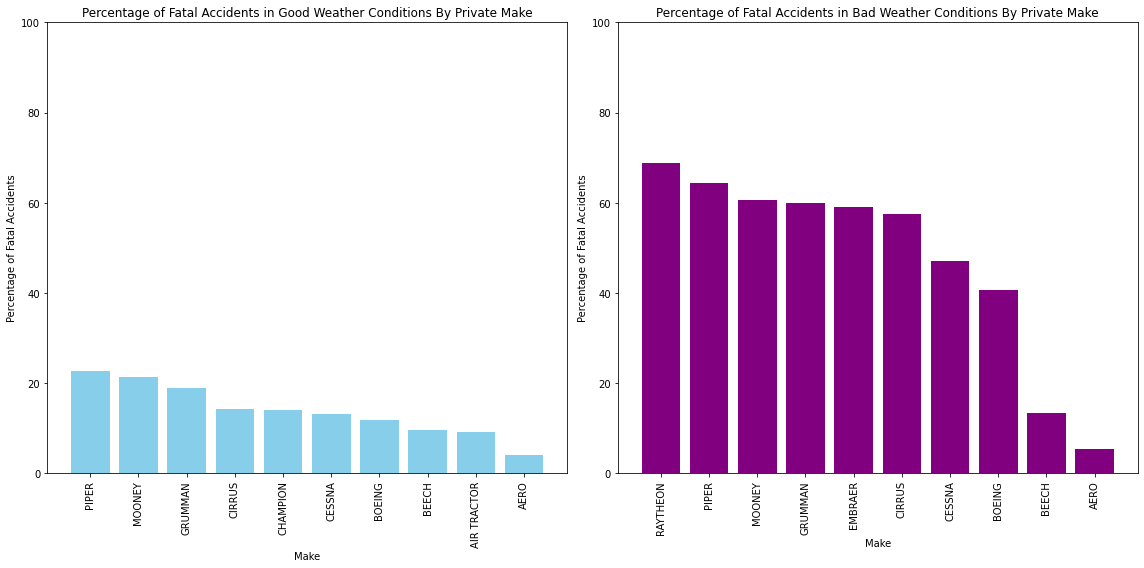 Percentage of Fatal Accidents in Good Weather Conditions By Private Make
Percentage of Fatal Accidents
100
80
60
40
20
0
PIPER
MOONEY
GRUMMAN
CIRRUS
CHAMPION
CESSNA
BOEING
BEECH
AIR TRACTOR
AERO
Make
Percentage of Fatal Accidents in Bad Weather Conditions By Private Make
Percentage of Fatal Accidents
100
80
60
40
20
0
RAYTHEON
PIPER
MOONEY
GRUMMAN
EMBRAER
CIRRUS
CESSNA
BOEING
BEECH
AERO
Make